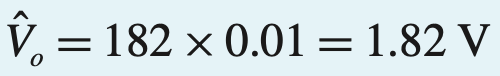 V̂ₒ = 182 × 0.01 = 1.82 V